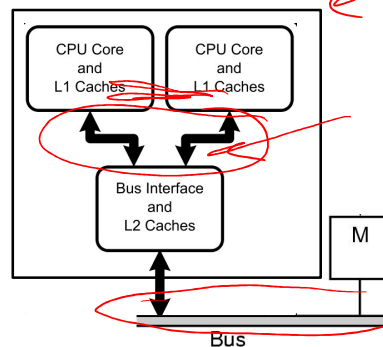 CPU Core
and
L1 Caches
CPU Core
and
L1 Caches
Bus Interface
and
L2 Caches
M
Bus